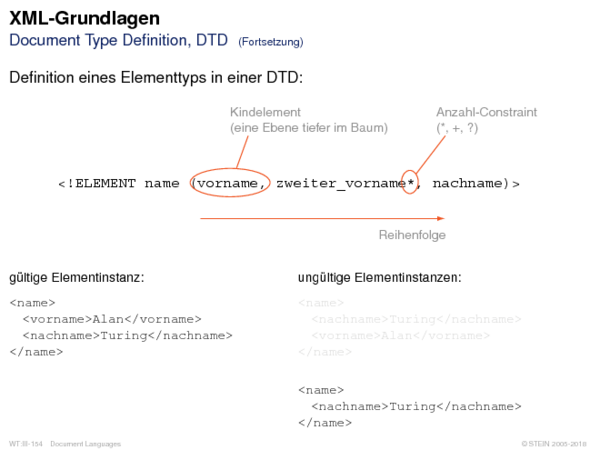 XML-Grundlagen
Document Type Definition, DTD (Fortsetzung)
Definition eines Elementtyps in einer DTD:
Kindelement
(eine Ebene tiefer im Baum)
Anzahl-Constraint
(*, +, ?)
<!ELEMENT name (vorname, zweiter_vorname*, nachname)>
Reihenfolge
gültige Elementinstanz:
<name>
<vorname>Alan</vorname>
<nachname>Turing</nachname>
</name>
ungültige Elementinstanzen:
<name>
<nachname>Turing</nachname>
<vorname>Alan</vorname>
</name>
<name>
<nachname>Turing</nachname>
</name>
WT:III-154 Document Languages
© STEIN 2005-2018